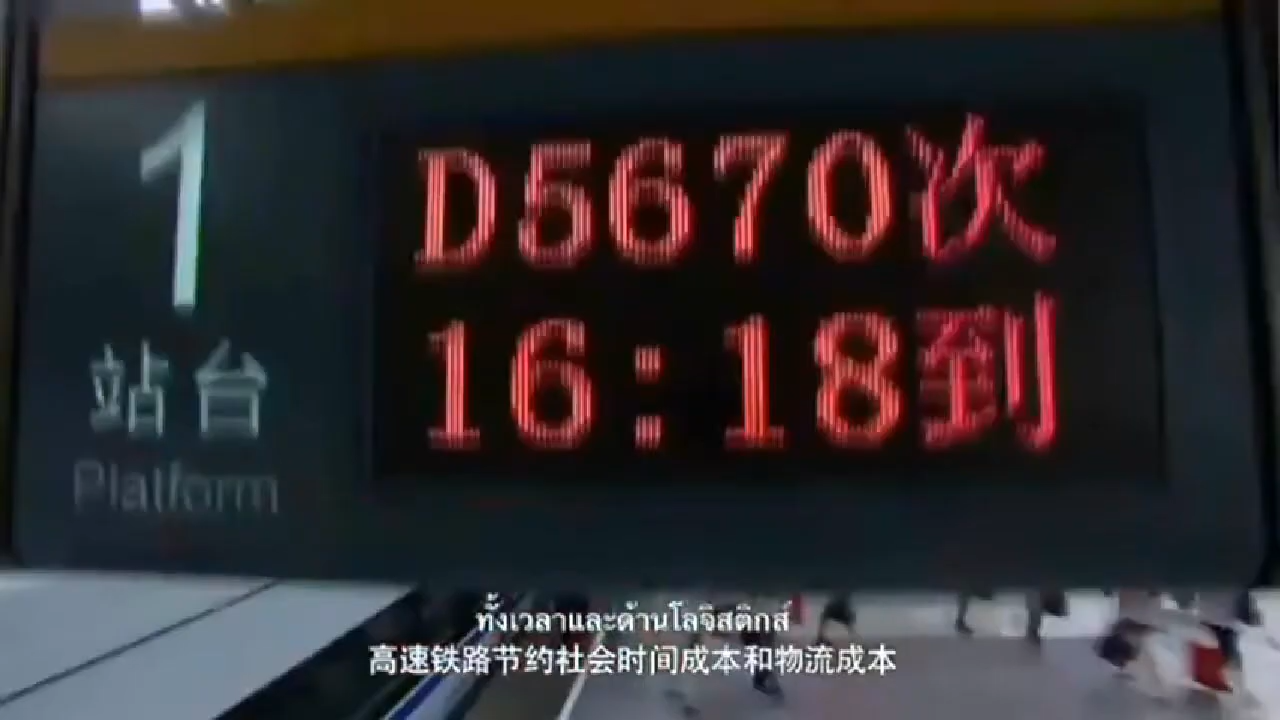 1
站台
Platform
D5670次
16:18到
ทั้งเวลาและด้านโลจิสติกส์
高速铁路节约社会时间成本和物流成本